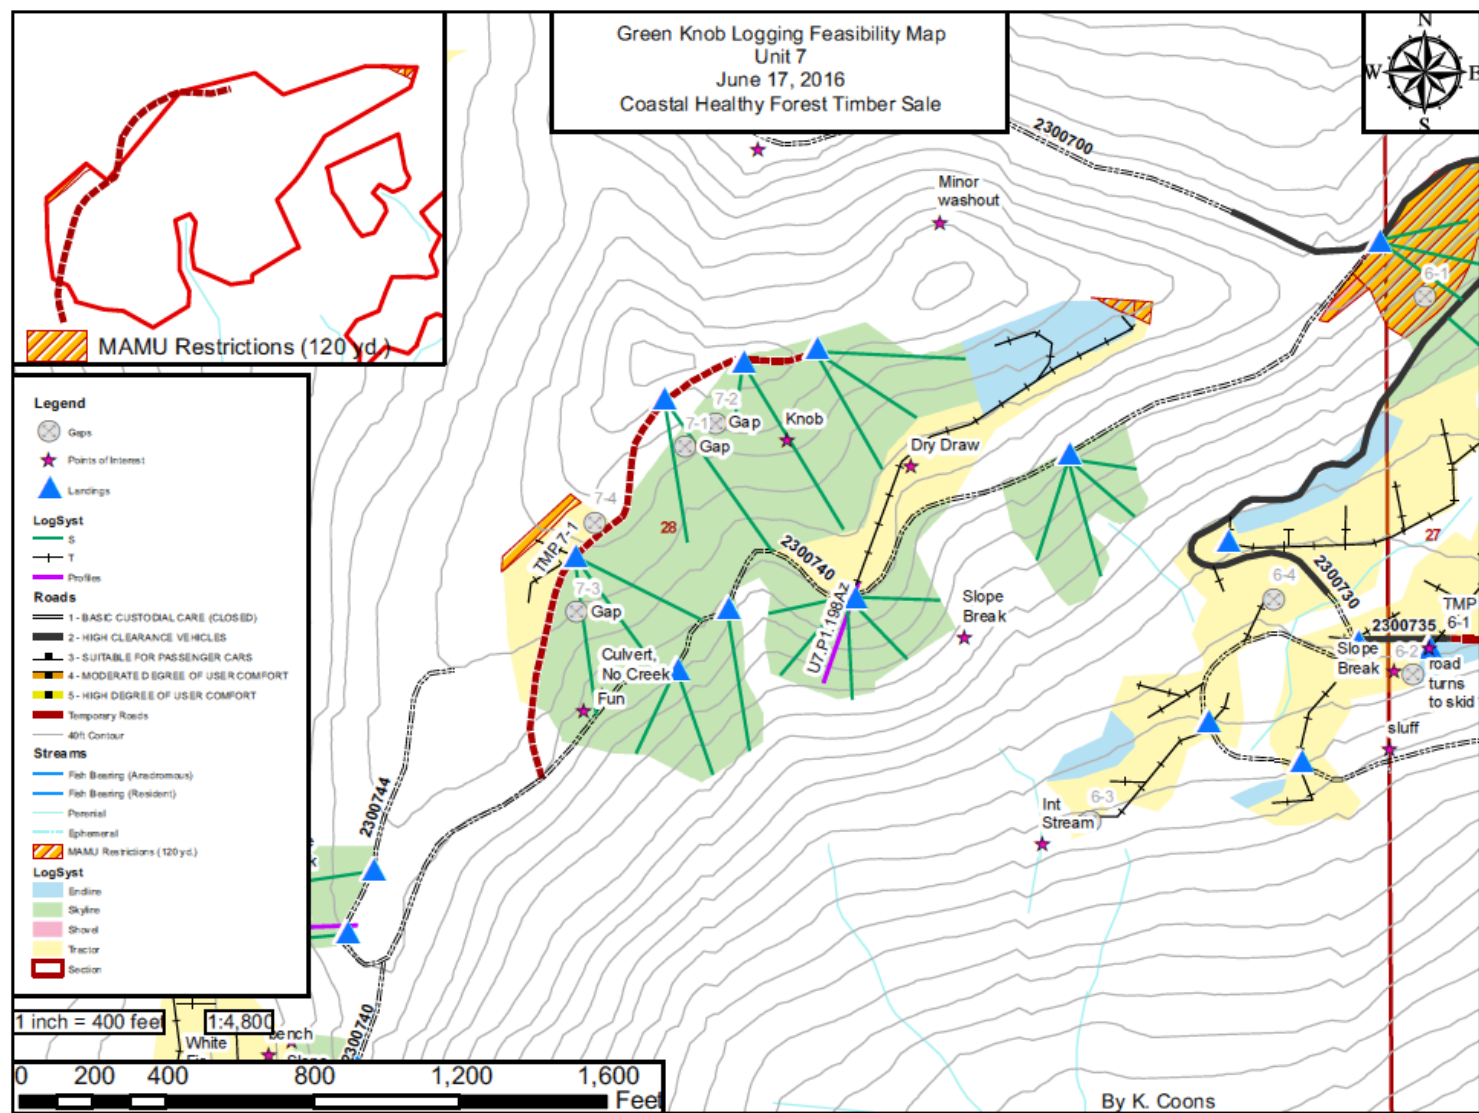 Green Knob Logging Feasibility Map
Unit 7
June 17, 2016
Coastal Healthy Forest Timber Sale
N
W
E
S
MAMU Restrictions (120 yd.)
Legend
Gaps
Points of Interest
Landings
LogSyst
S
T
Profiles
Roads
1 - BASIC CUSTODIAL CARE (CLOSED)
2 - HIGH CLEARANCE VEHICLES
3 - SUITABLE FOR PASSENGER CARS
4 - MODERATE DEGREE OF USER COMFORT
5 - HIGH DEGREE OF USER COMFORT
Temporary Roads
40ft Contour
Streams
Fish Bearing (Anadromous)
Fish Bearing (Resident)
Perenial
Ephemeral
MAMU Restrictions (120 yd.)
LogSyst
Endline
Skyline
Shovel
Tractor
Section
1 inch = 400 feet
1:4,800
0 200 400 800 1,200 1,600
Feet
2300700
Minor
washout
6-1
7-2
Gap
7-1
Gap
Knob
Dry Draw
7-4
TMP 7-1
28
2300740
7-3
Gap
U7.P1.198Az
Slope
Break
Culvert,
No Creek
Fun
27
6-4
2300730
TMP
6-1
2300735
Slope
Break
6-2
road
turns
to skid
sluff
6-3
Int
Stream
2300744
2300740
White
bench
Slope
By K. Coons